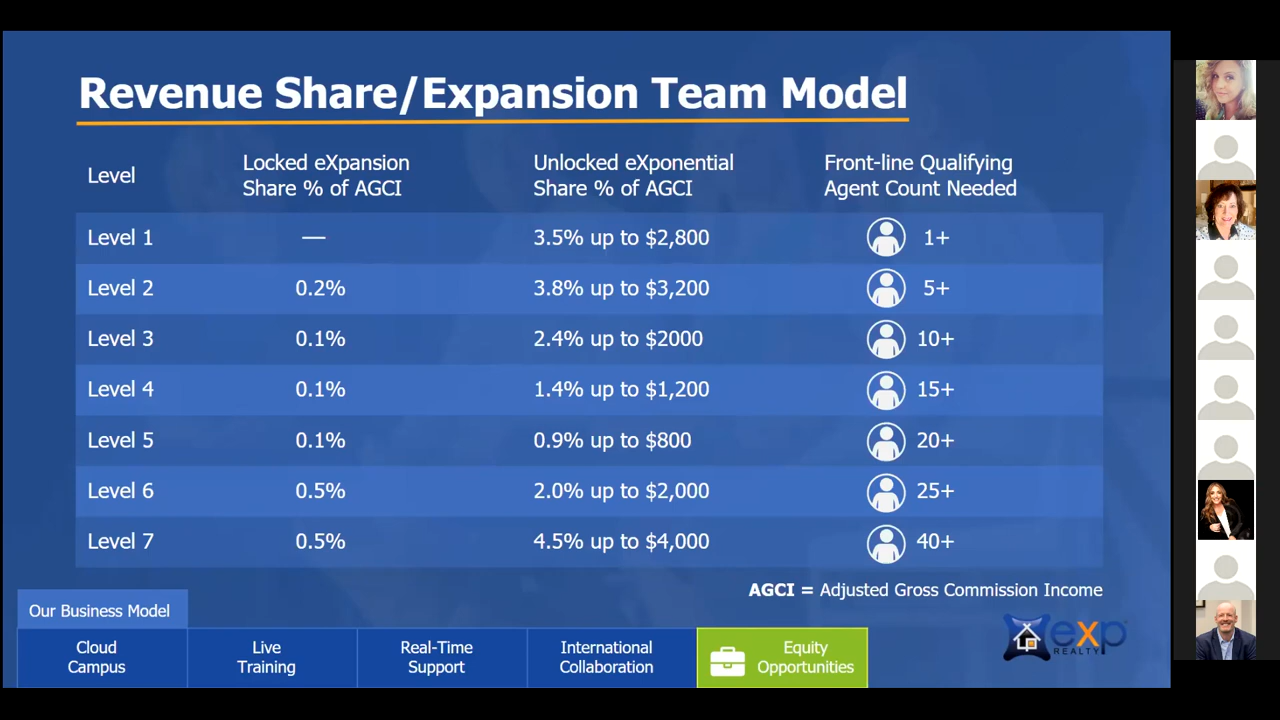 Revenue Share/Expansion Team Model
Level
Locked eXpansion
Share % of AGCI
Unlocked eXponential
Share % of AGCI
Front-line Qualifying
Agent Count Needed
Level 1 — 3.5% up to $2,800 1+
Level 2 0.2% 3.8% up to $3,200 5+
Level 3 0.1% 2.4% up to $2000 10+
Level 4 0.1% 1.4% up to $1,200 15+
Level 5 0.1% 0.9% up to $800 20+
Level 6 0.5% 2.0% up to $2,000 25+
Level 7 0.5% 4.5% up to $4,000 40+
AGCI = Adjusted Gross Commission Income
Our Business Model
Cloud
Campus
Live
Training
Real-Time
Support
International
Collaboration
Equity
Opportunities
exp
REALTY